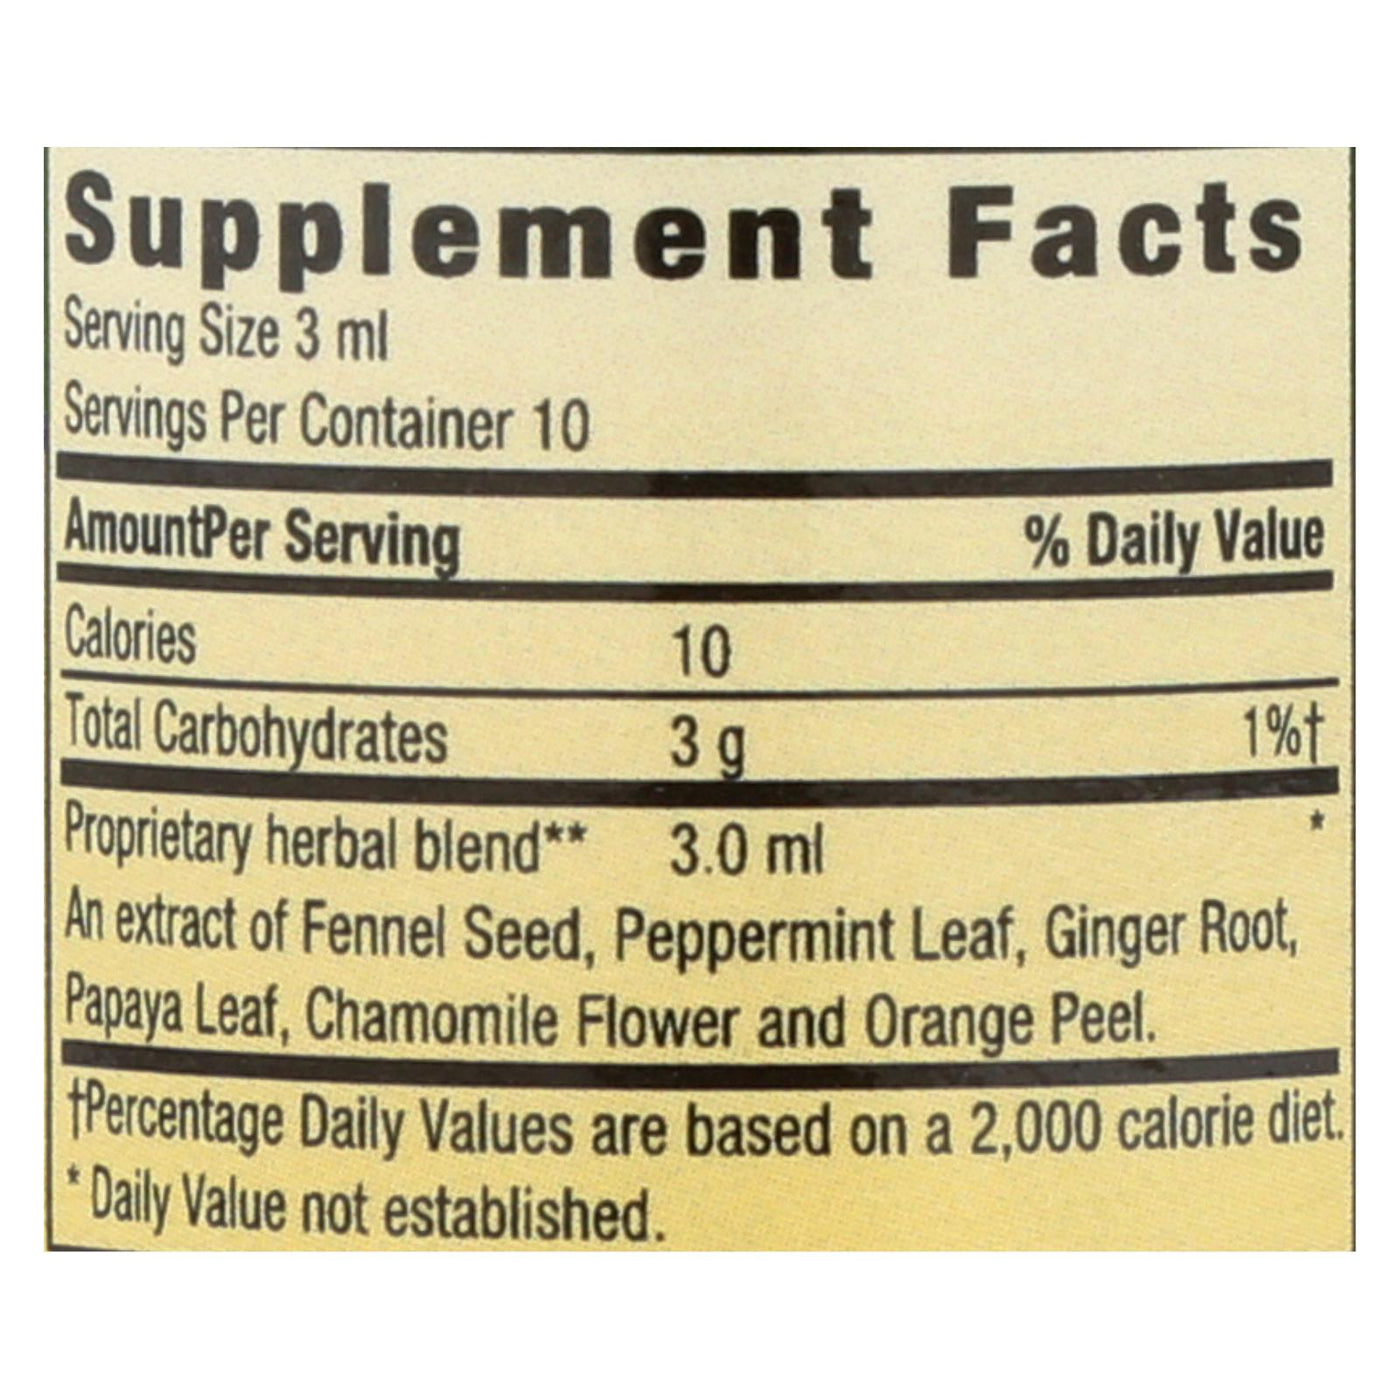 Supplement Facts
Serving Size 3 ml
Servings Per Container 10
AmountPer Serving % Daily Value
Calories 10
Total Carbohydrates 3 g 1%†
Proprietary herbal blend** 3.0 ml *
An extract of Fennel Seed, Peppermint Leaf, Ginger Root,
Papaya Leaf, Chamomile Flower and Orange Peel.
†Percentage Daily Values are based on a 2,000 calorie diet.
* Daily Value not established.